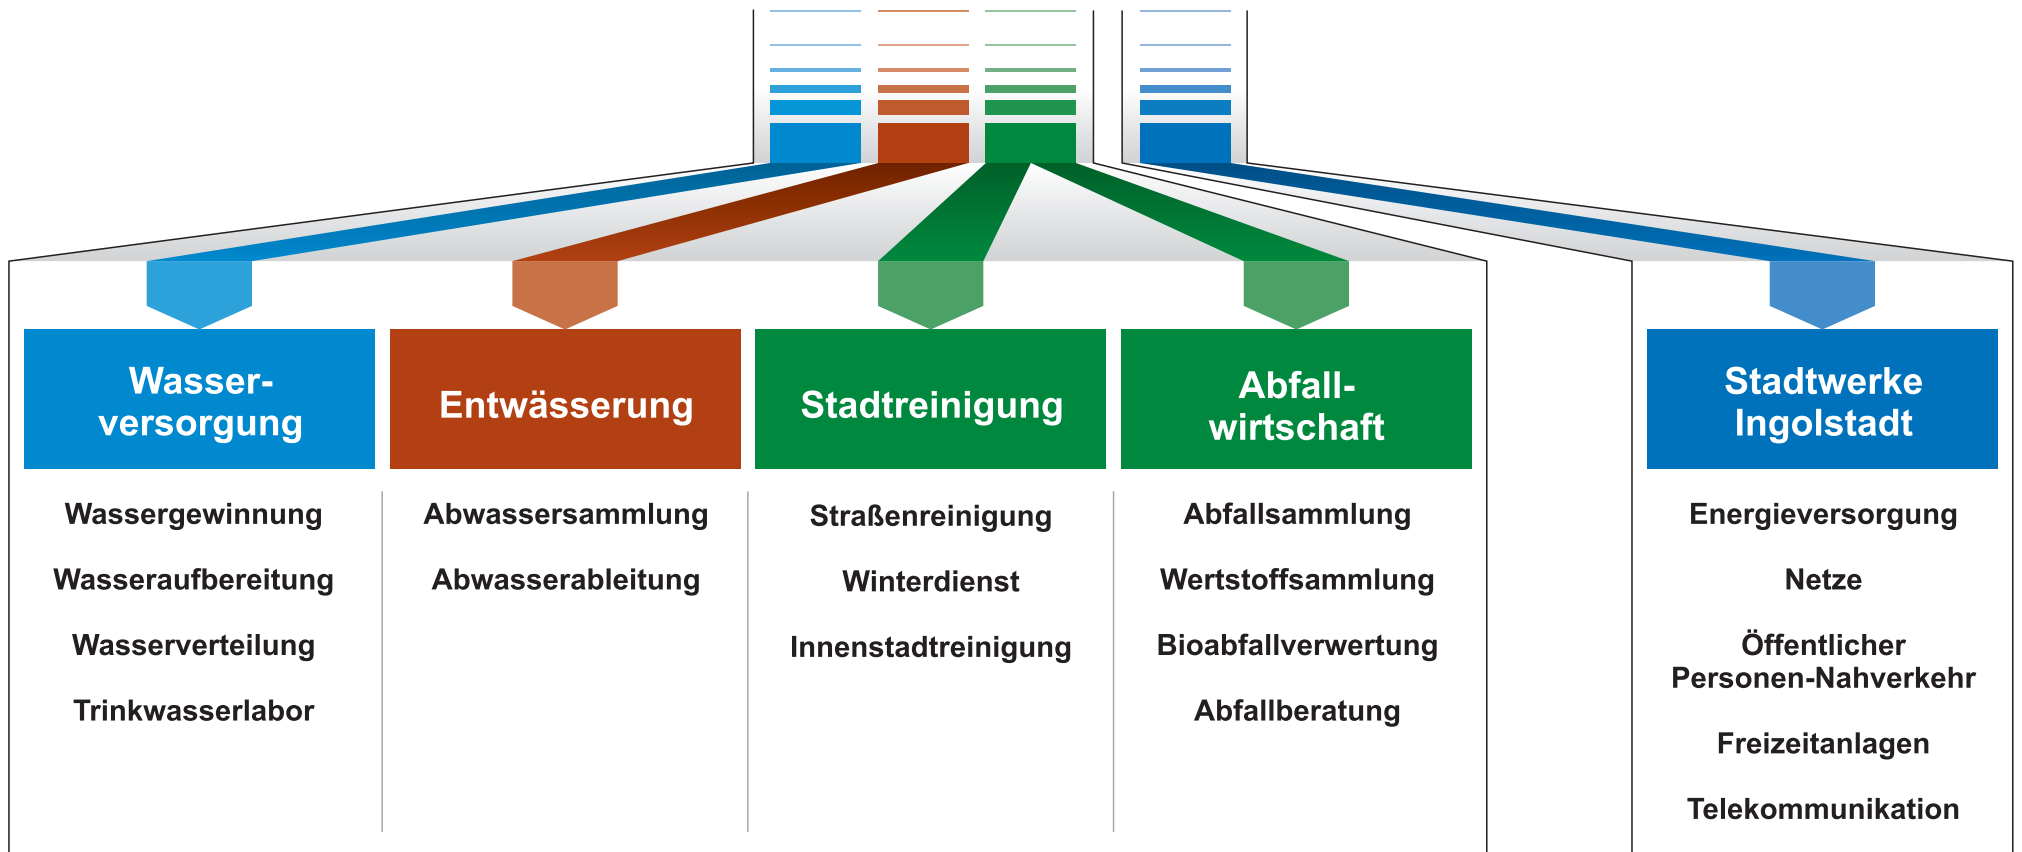 Wasser-
versorgung
Wassergewinnung
Wasseraufbereitung
Wasserverteilung
Trinkwasserlabor
Entwässerung
Abwassersammlung
Abwasserableitung
Stadtreinigung
Straßenreinigung
Winterdienst
Innenstadtreinigung
Abfall-
wirtschaft
Abfallsammlung
Wertstoffsammlung
Bioabfallverwertung
Abfallberatung
Stadtwerke
Ingolstadt
Energieversorgung
Netze
Öffentlicher
Personen-Nahverkehr
Freizeitanlagen
Telekommunikation